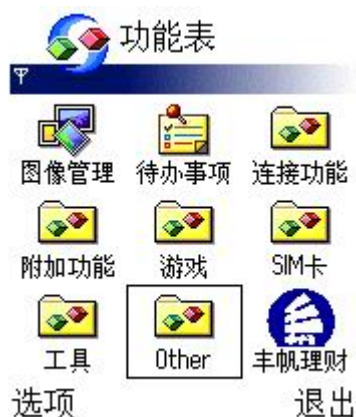 功能表
图像管理 待办事项 连接功能
附加功能 游戏 SIM卡
工具 Other 丰帆理财
选项 退出